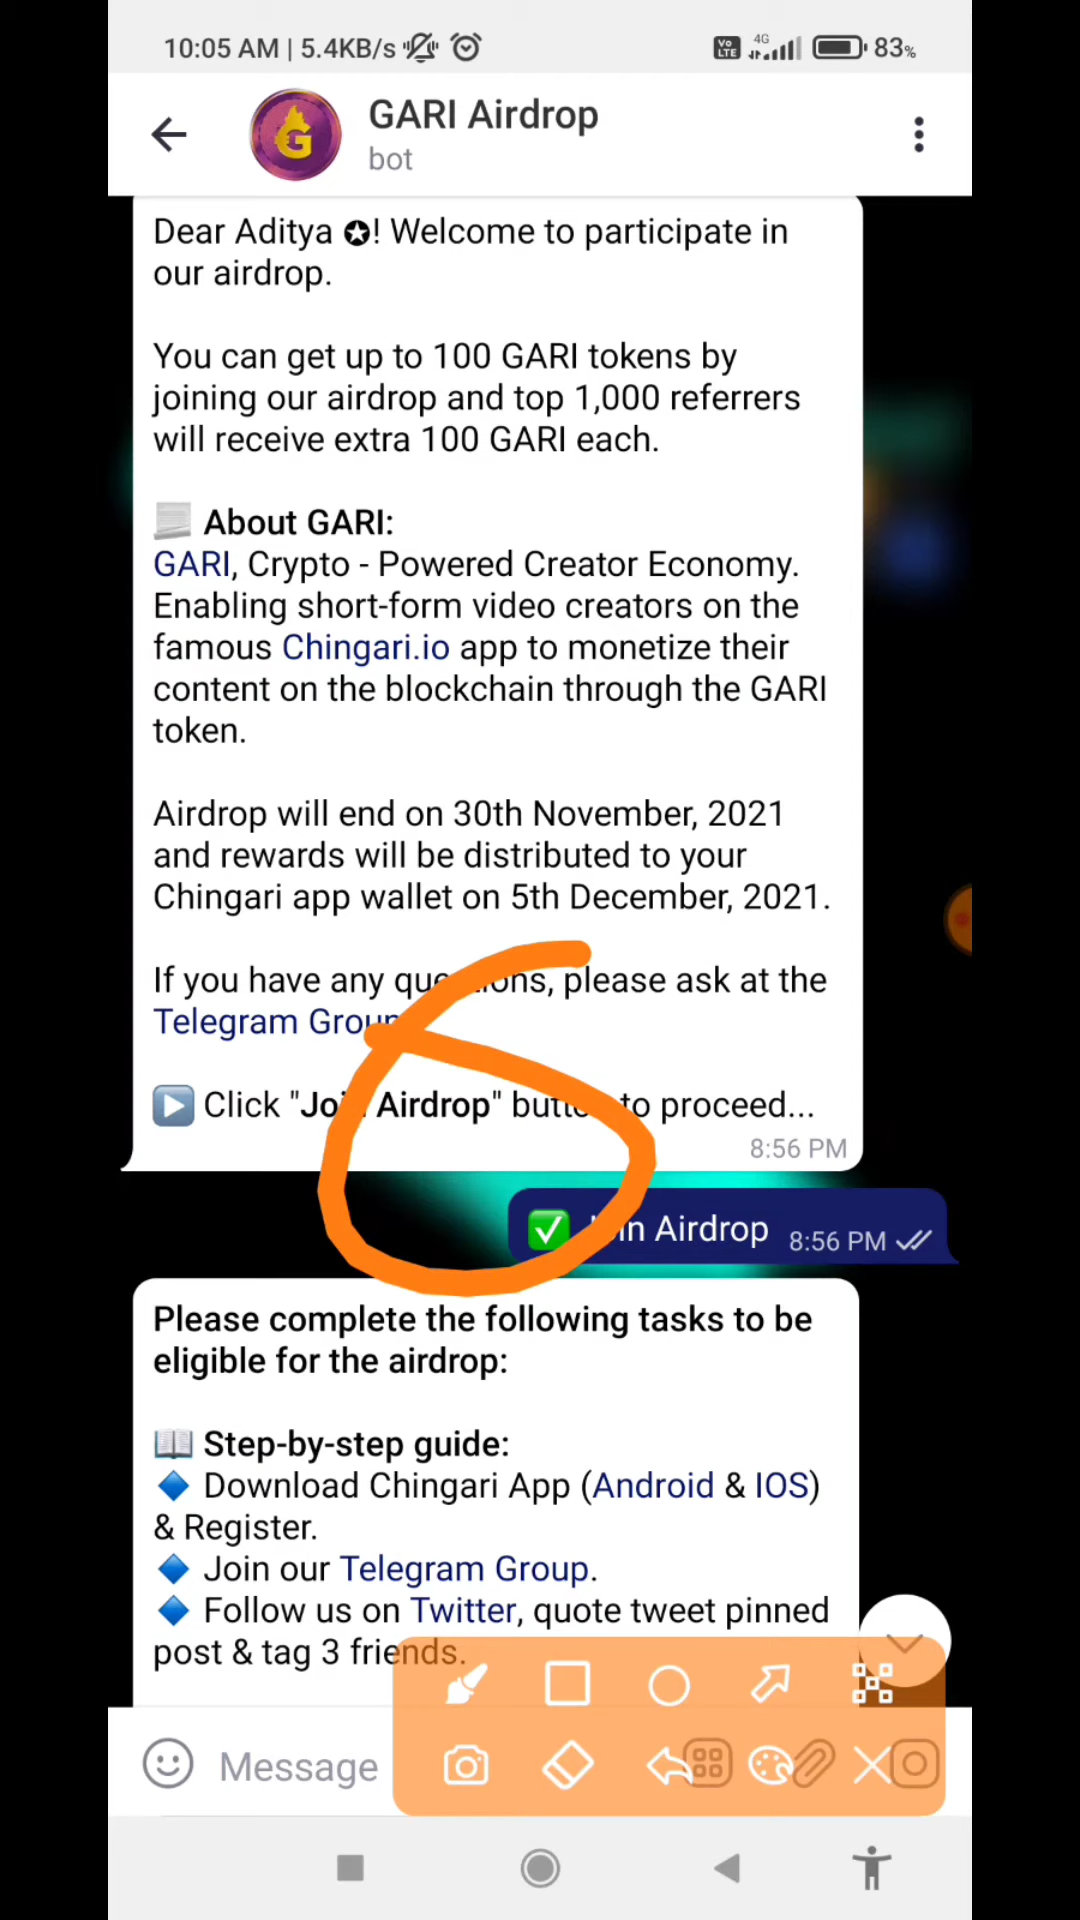 10:05 AM | 5.4KB/s
Vo LTE 4G 83%
GARI Airdrop
bot
Dear Aditya ✪! Welcome to participate in
our airdrop.
You can get up to 100 GARI tokens by
joining our airdrop and top 1,000 referrers
will receive extra 100 GARI each.
About GARI:
GARI, Crypto - Powered Creator Economy.
Enabling short-form video creators on the
famous Chingari.io app to monetize their
content on the blockchain through the GARI
token.
Airdrop will end on 30th November, 2021
and rewards will be distributed to your
Chingari app wallet on 5th December, 2021.
If you have any questions, please ask at the
Telegram Group
▶️ Click "Join Airdrop" button to proceed...
8:56 PM
✅ Join Airdrop 8:56 PM
Please complete the following tasks to be
eligible for the airdrop:
📖 Step-by-step guide:
🔷 Download Chingari App (Android & IOS)
& Register.
🔷 Join our Telegram Group.
🔷 Follow us on Twitter, quote tweet pinned
post & tag 3 friends.
Message